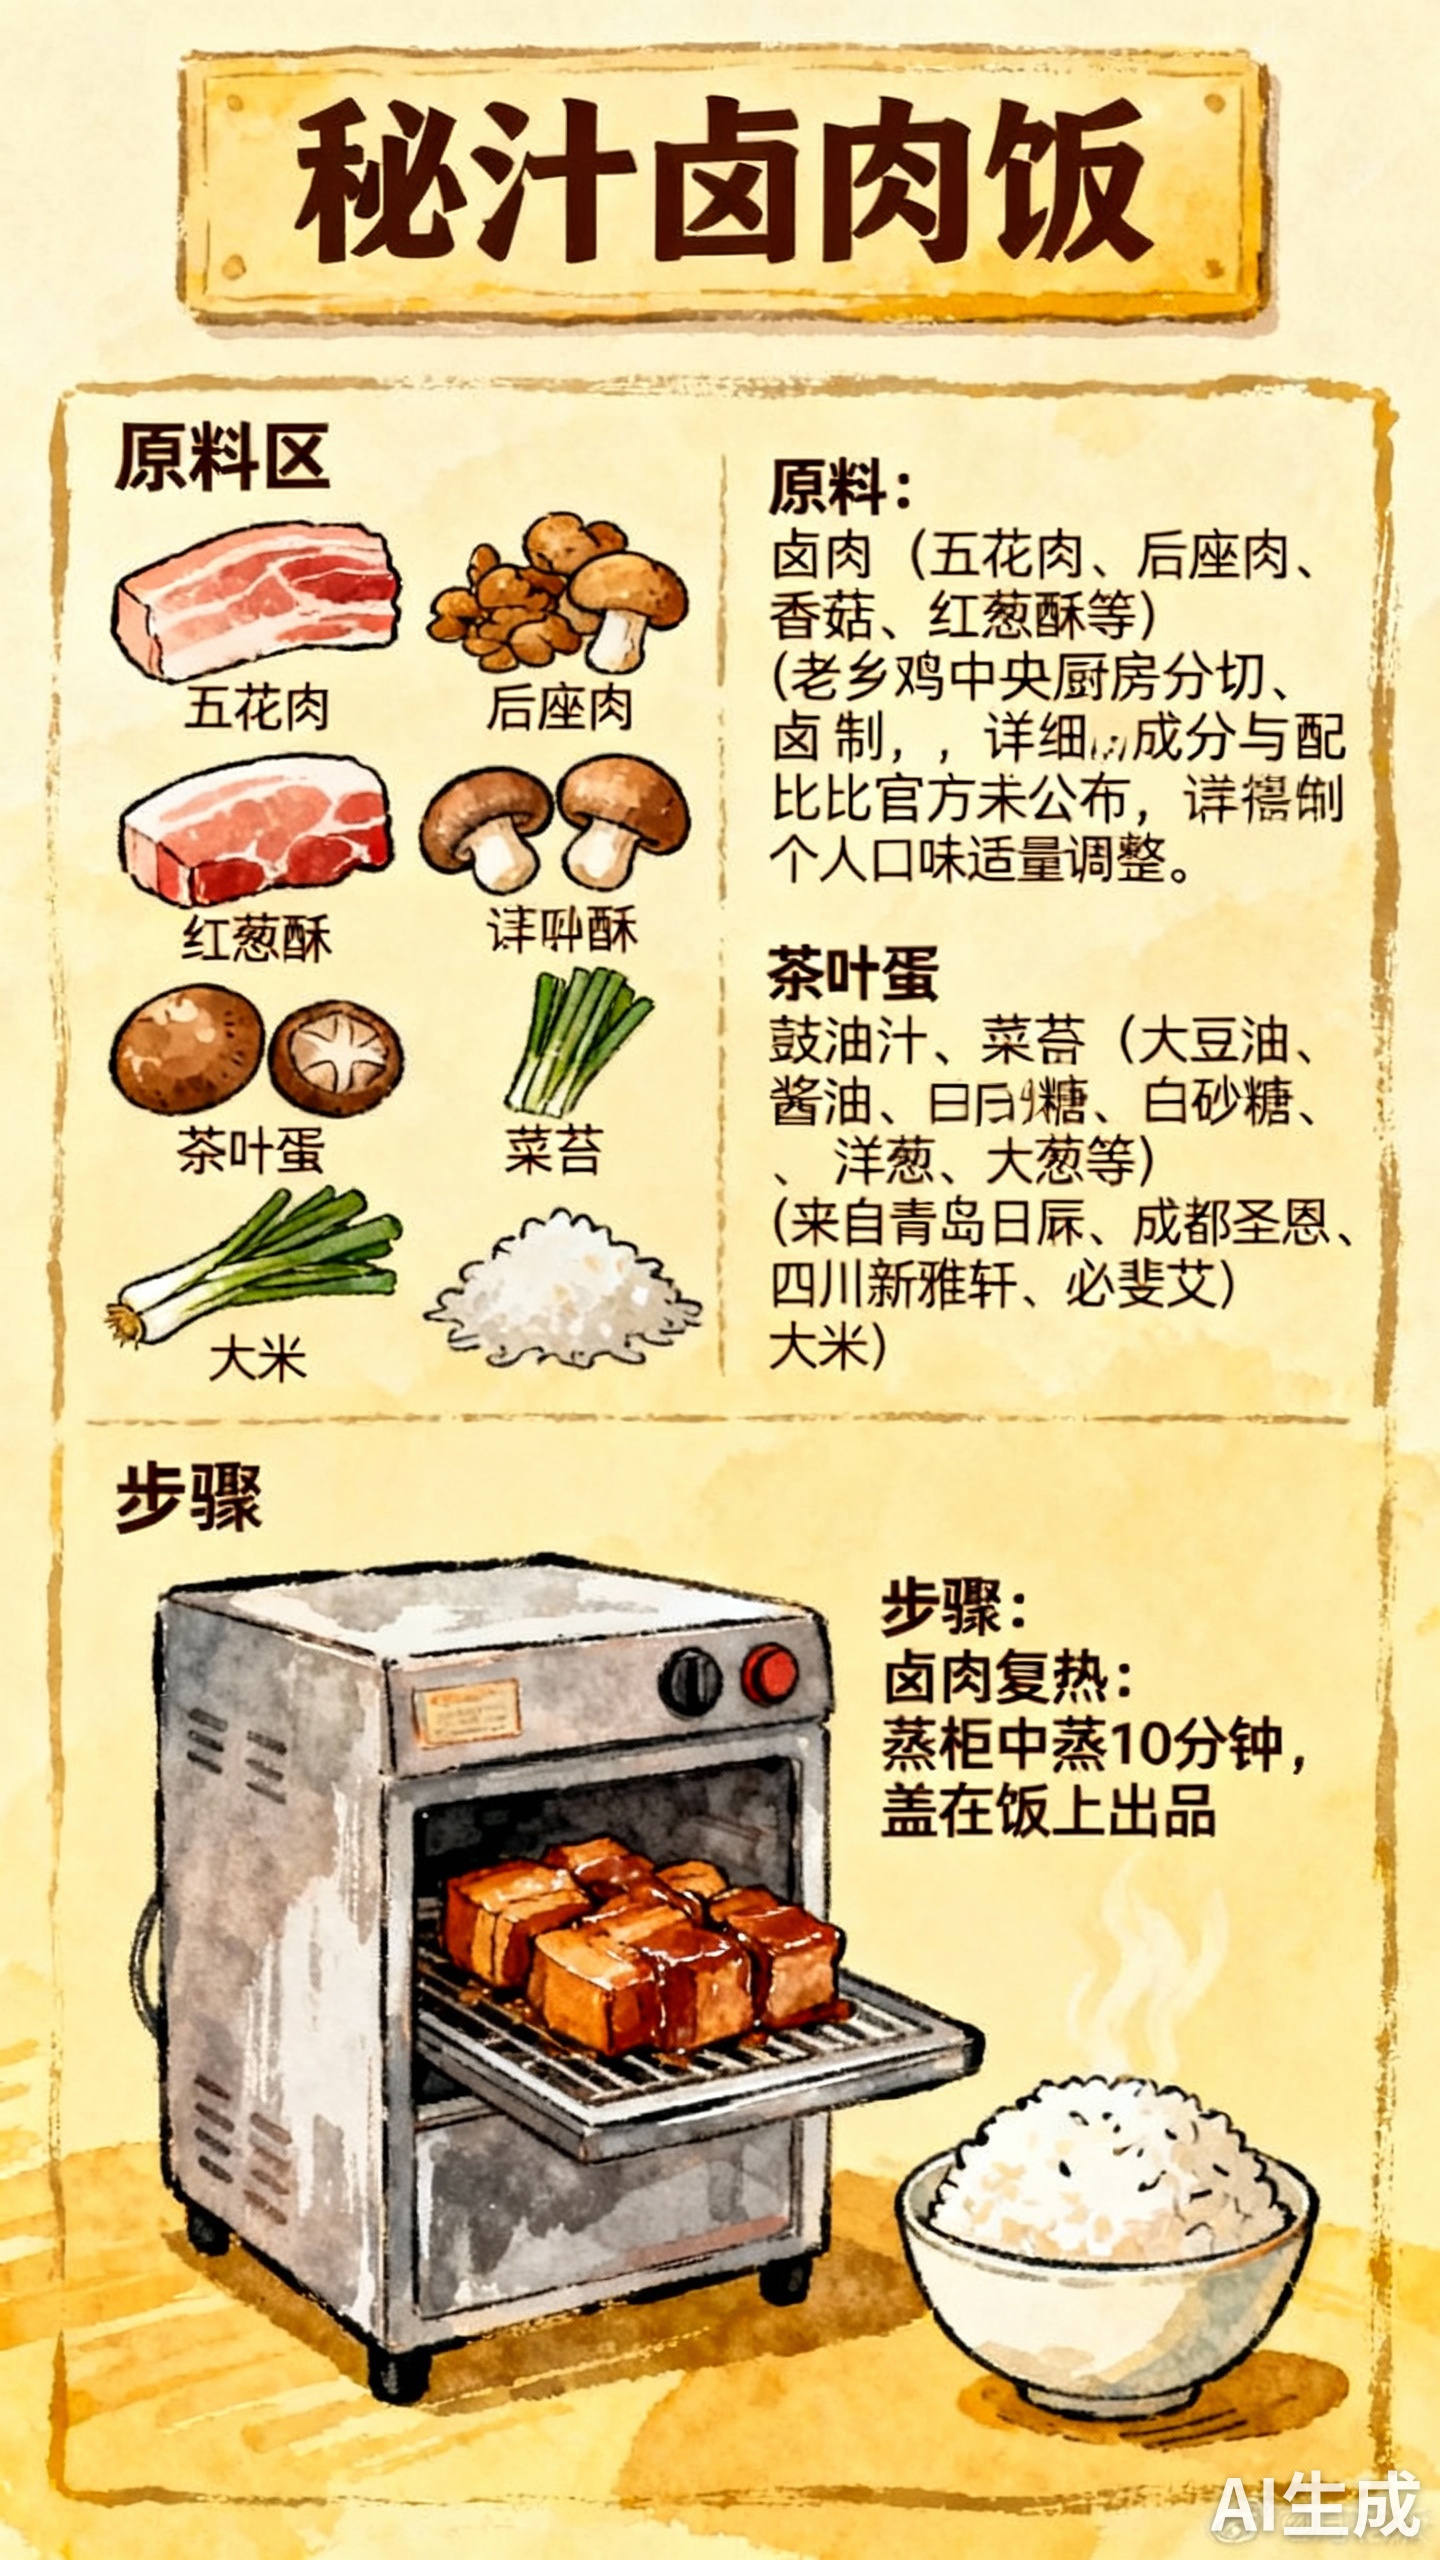 秘汁卤肉饭
原料区
五花肉
后座肉
红葱酥
酥
茶叶蛋
菜苔
大米
原料：
卤肉（五花肉、后座肉、
香菇、红葱酥等）
(老乡鸡中央厨房分切、
卤制，，详细成分与配
比比官方未公布，详
个人口味适量调整。
茶叶蛋
鼓油汁、菜苔（大豆油、
酱油、糖、白砂糖、
、洋葱、大葱等)
(来自青岛日辰、成都圣恩、
四川新雅轩、必斐艾)
大米)
步骤
步骤：
卤肉复热：
蒸柜中蒸10分钟，
盖在饭上出品
AI生成